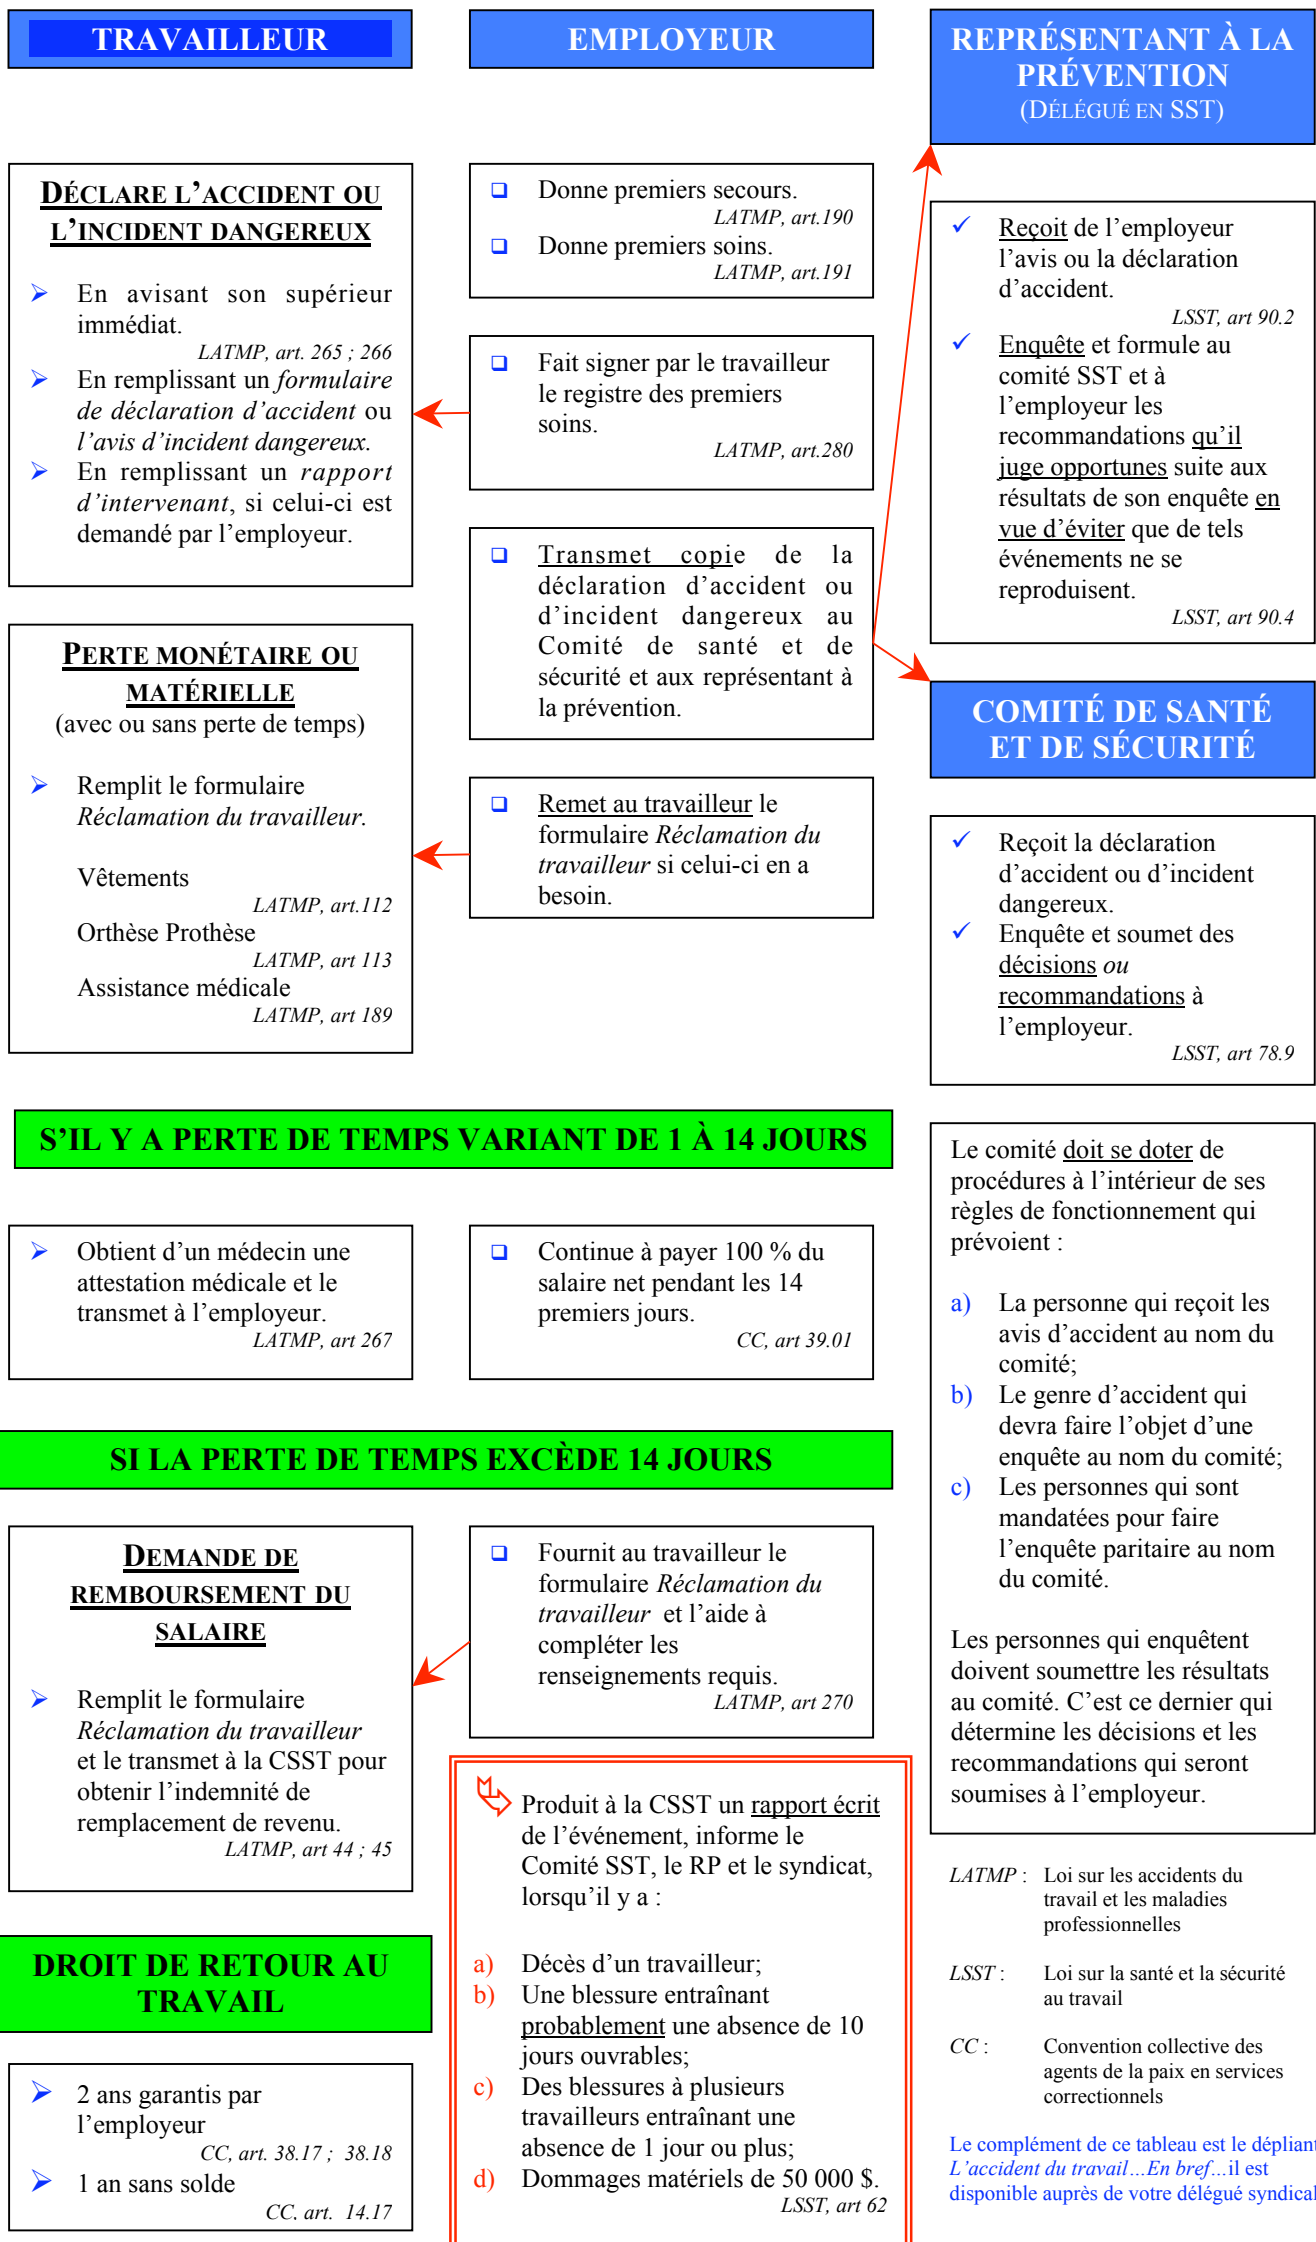 TRAVAILLEUR
DÉCLARE L'ACCIDENT OU
L'INCIDENT DANGEREUX
➢ En avisant son supérieur
immédiat.
LATMP, art. 265 ; 266
➢ En remplissant un formulaire
de déclaration d'accident ou
l'avis d'incident dangereux.
➢ En remplissant un rapport
d'intervenant, si celui-ci est
demandé par l'employeur.
PERTE MONÉTAIRE OU
MATÉRIELLE
(avec ou sans perte de temps)
➢ Remplit le formulaire
Réclamation du travailleur.
Vêtements
LATMP, art.112
Orthèse Prothèse
LATMP, art 113
Assistance médicale
LATMP, art 189
EMPLOYEUR
❑ Donne premiers secours.
LATMP, art.190
❑ Donne premiers soins.
LATMP, art.191
❑ Fait signer par le travailleur
le registre des premiers
soins.
LATMP, art.280
❑ Transmet copie de la
déclaration d'accident ou
d'incident dangereux au
Comité de santé et de
sécurité et aux représentant à
la prévention.
❑ Remet au travailleur le
formulaire Réclamation du
travailleur si celui-ci en a
besoin.
S'IL Y A PERTE DE TEMPS VARIANT DE 1 À 14 JOURS
➢ Obtient d'un médecin une
attestation médicale et le
transmet à l'employeur.
LATMP, art 267
❑ Continue à payer 100 % du
salaire net pendant les 14
premiers jours.
CC, art 39.01
SI LA PERTE DE TEMPS EXCÈDE 14 JOURS
DEMANDE DE
REMBOURSEMENT DU
SALAIRE
➢ Remplit le formulaire
Réclamation du travailleur
et le transmet à la CSST pour
obtenir l'indemnité de
remplacement de revenu.
LATMP, art 44 ; 45
❑ Fournit au travailleur le
formulaire Réclamation du
travailleur et l'aide à
compléter les
renseignements requis.
LATMP, art 270
Produit à la CSST un rapport écrit
de l'événement, informe le
Comité SST, le RP et le syndicat,
lorsqu'il y a :
a) Décès d'un travailleur;
b) Une blessure entraînant
probablement une absence de 10
jours ouvrables;
c) Des blessures à plusieurs
travailleurs entraînant une
absence de 1 jour ou plus;
d) Dommages matériels de 50 000 $.
LSST, art 62
DROIT DE RETOUR AU
TRAVAIL
➢ 2 ans garantis par
l'employeur
CC, art. 38.17 ; 38.18
➢ 1 an sans solde
CC, art. 14.17
REPRÉSENTANT À LA
PRÉVENTION
(DÉLÉGUÉ EN SST)
✓ Reçoit de l'employeur
l'avis ou la déclaration
d'accident.
LSST, art 90.2
✓ Enquête et formule au
comité SST et à
l'employeur les
recommandations qu'il
juge opportunes suite aux
résultats de son enquête en
vue d'éviter que de tels
événements ne se
reproduisent.
LSST, art 90.4
COMITÉ DE SANTÉ
ET DE SÉCURITÉ
✓ Reçoit la déclaration
d'accident ou d'incident
dangereux.
✓ Enquête et soumet des
décisions ou
recommandations à
l'employeur.
LSST, art 78.9
Le comité doit se doter de
procédures à l'intérieur de ses
règles de fonctionnement qui
prévoient :
a) La personne qui reçoit les
avis d'accident au nom du
comité;
b) Le genre d'accident qui
devra faire l'objet d'une
enquête au nom du comité;
c) Les personnes qui sont
mandatées pour faire
l'enquête paritaire au nom
du comité.
Les personnes qui enquêtent
doivent soumettre les résultats
au comité. C'est ce dernier qui
détermine les décisions et les
recommandations qui seront
soumises à l'employeur.
LATMP : Loi sur les accidents du
travail et les maladies
professionnelles
LSST : Loi sur la santé et la sécurité
au travail
CC : Convention collective des
agents de la paix en services
correctionnels
Le complément de ce tableau est le dépliant
L'accident du travail…En bref…il est
disponible auprès de votre délégué syndical